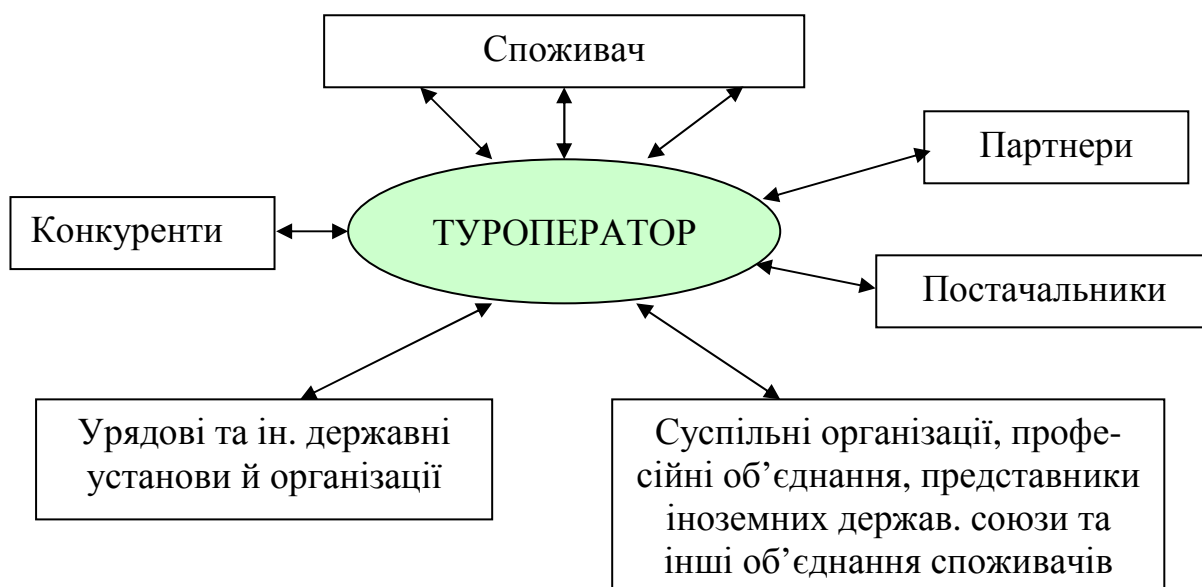 Споживач
Партнери
Конкуренти
ТУРОПЕРАТОР
Постачальники
Урядові та ін. державні
установи й організації
Суспільні організації, профе-
сійні об’єднання, представники
іноземних держав. союзи та
інші об’єднання споживачів